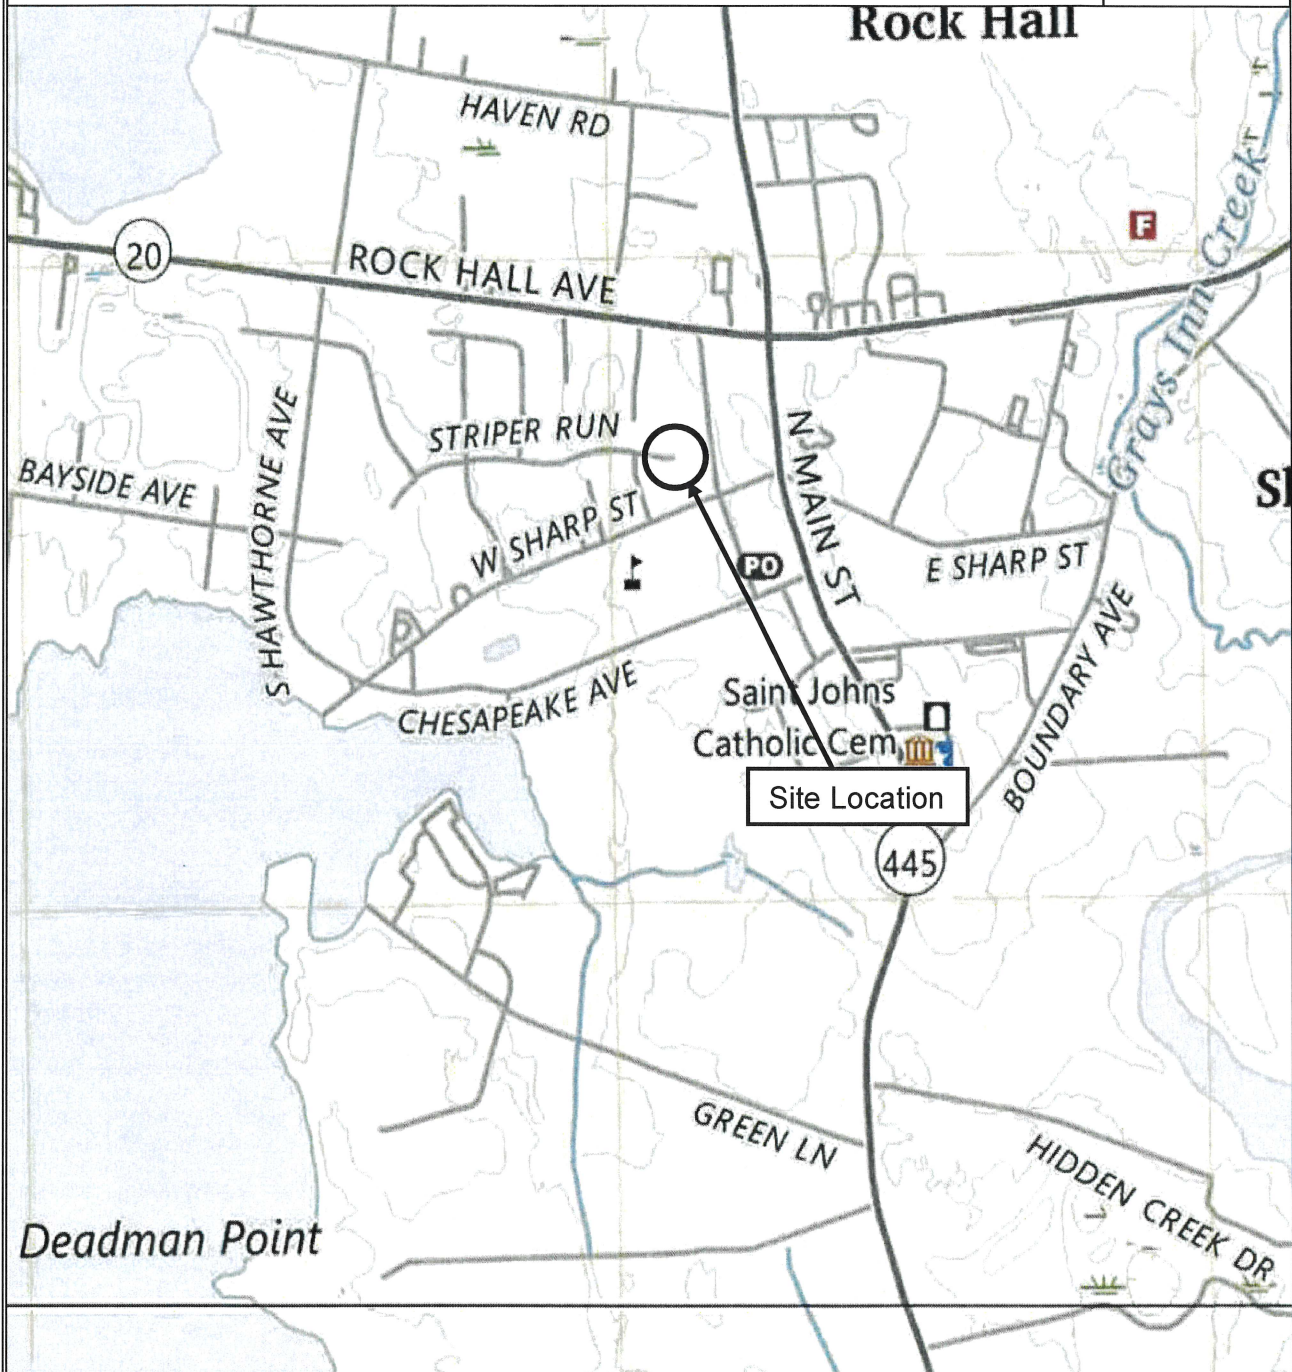 Rock Hall
HAVEN RD
F
Grays Inn Creek
20
ROCK HALL AVE
STRIPER RUN
N MAIN ST
S HAWTHORNE AVE
BAYSIDE AVE
W SHARP ST
PO
E SHARP ST
BOUNDARY AVE
CHESAPEAKE AVE
Saint Johns
Catholic Cem
Site Location
445
GREEN LN
HIDDEN CREEK DR
Deadman Point